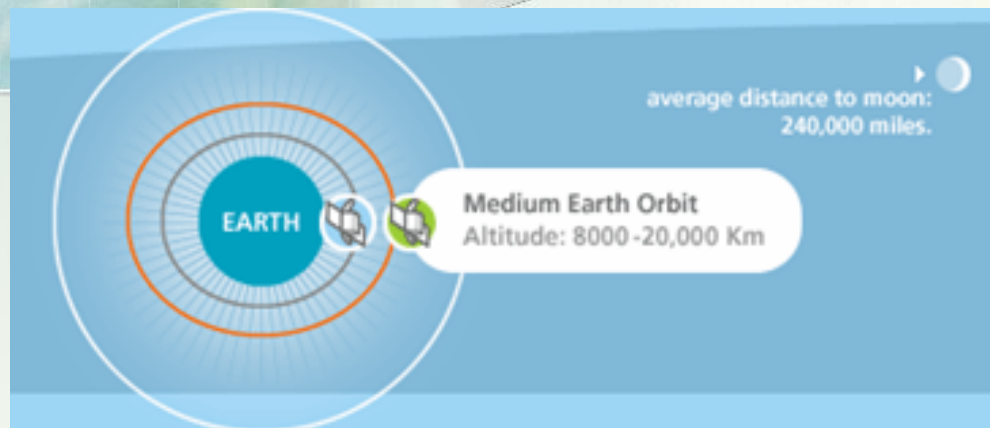 average distance to moon:
240,000 miles.
EARTH
Medium Earth Orbit
Altitude: 8000-20,000 Km